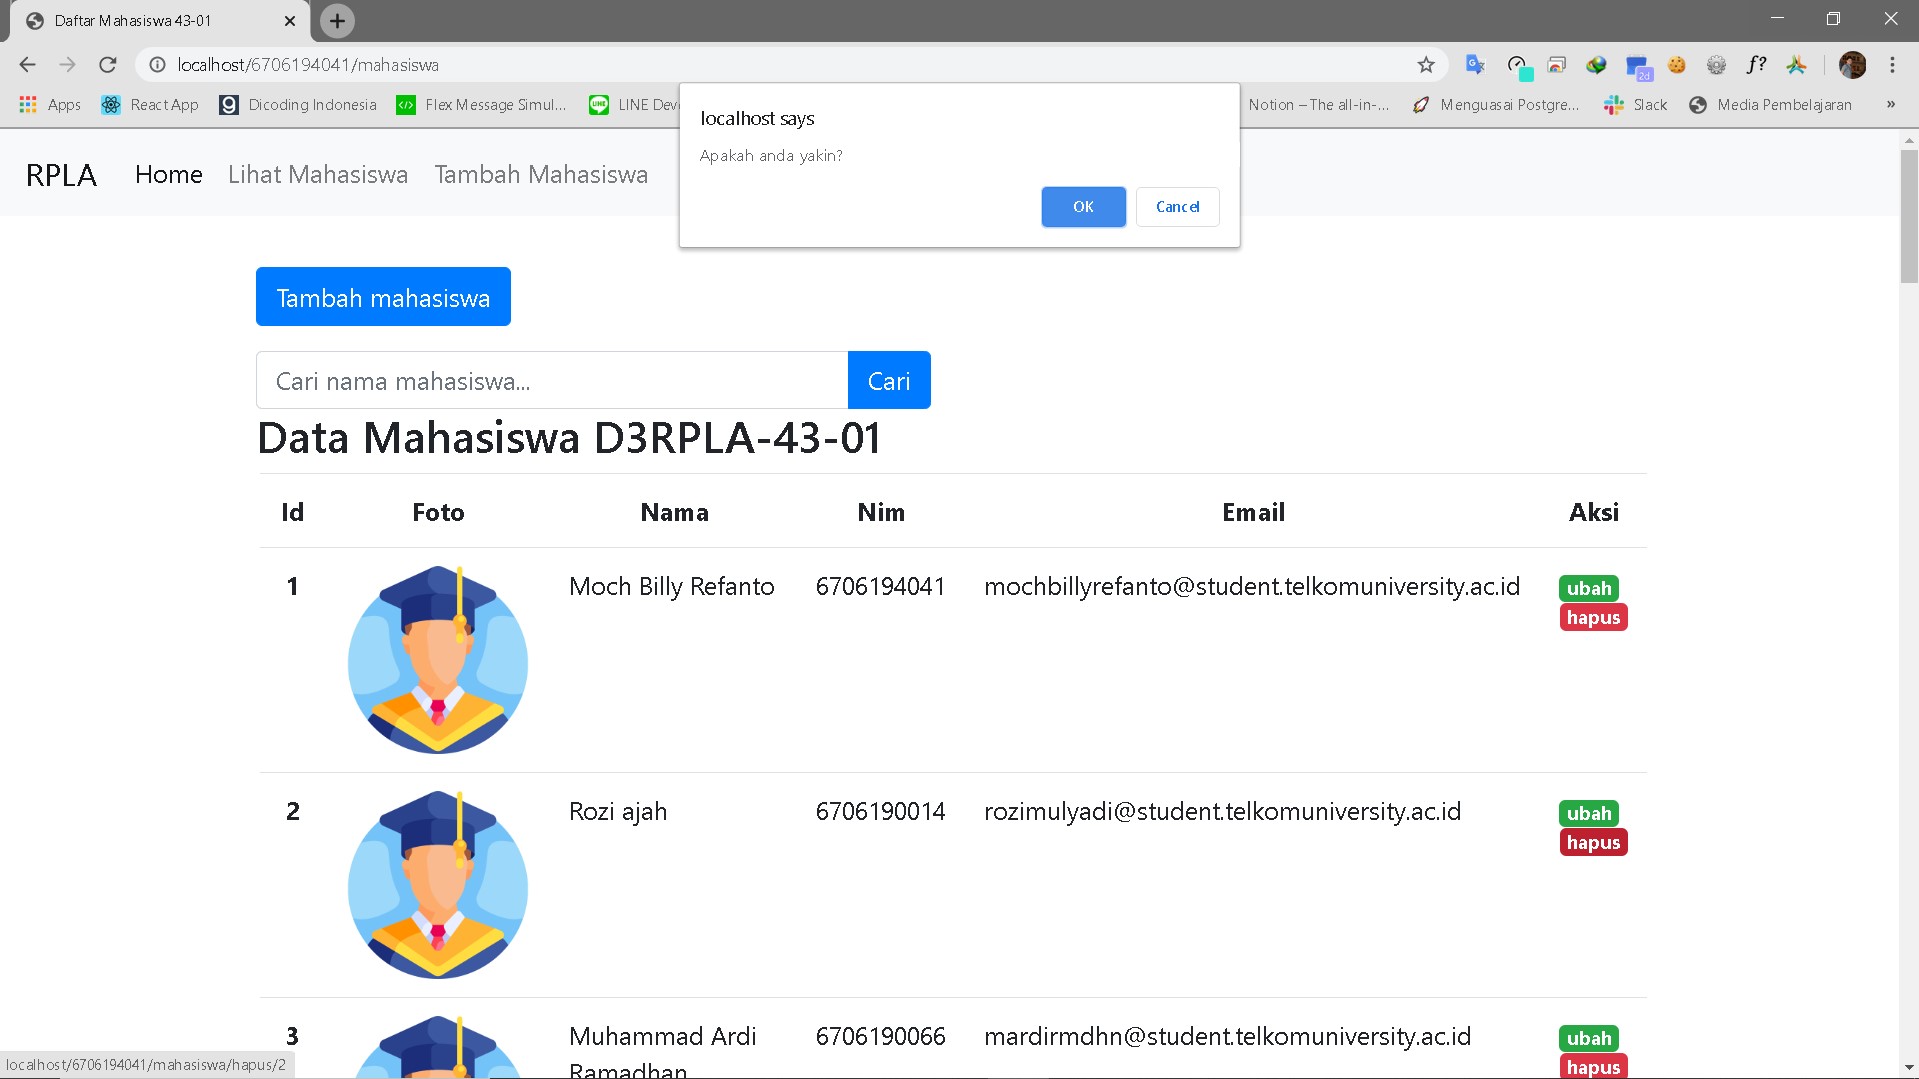 Daftar Mahasiswa 43-01
localhost/6706194041/mahasiswa
2d
f?
Apps React App Dicoding Indonesia Flex Message Simul... LINE Dev Notion – The all-in-... Menguasai Postgre... Slack Media Pembelajaran »
localhost says
Apakah anda yakin?
OK Cancel
RPLA Home Lihat Mahasiswa Tambah Mahasiswa
Tambah mahasiswa
Cari nama mahasiswa... Cari
Data Mahasiswa D3RPLA-43-01
Id Foto Nama Nim Email Aksi
1 Moch Billy Refanto 6706194041 mochbillyrefanto@student.telkomuniversity.ac.id ubah
hapus
2 Rozi ajah 6706190014 rozimulyadi@student.telkomuniversity.ac.id ubah
hapus
3 Muhammad Ardi 6706190066 mardirmdhn@student.telkomuniversity.ac.id ubah
Ramadhan hapus
localhost/6706194041/mahasiswa/hapus/2